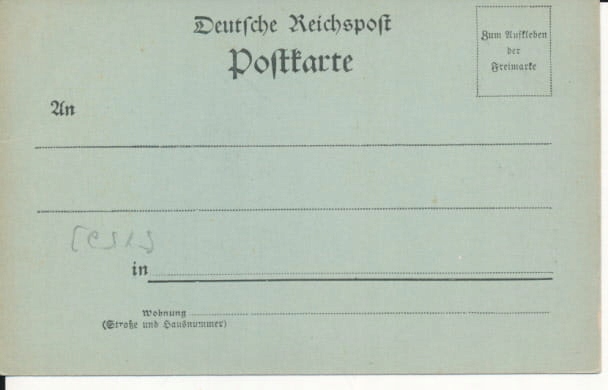 Deutsche Reichspost
Postkarte
Zum Aufkleben
der
Freimarke
An
in
Wohnung
(Straße und Hausnummer)